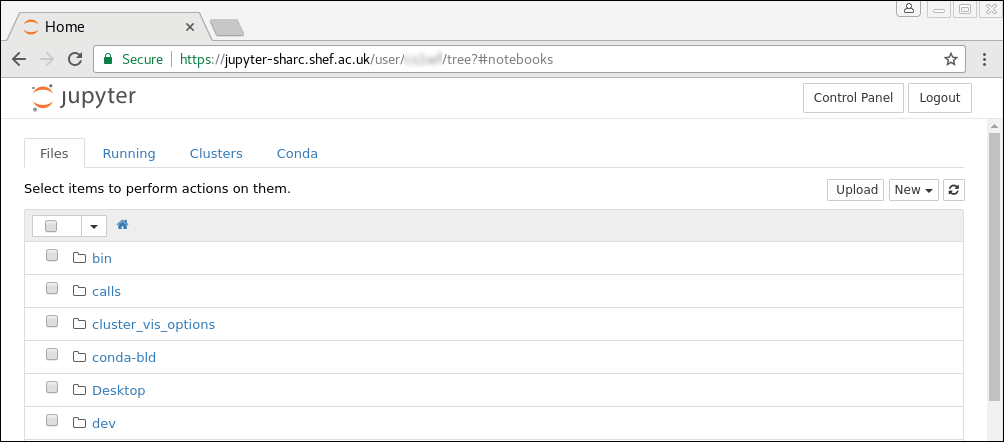 Home
Secure https://jupyter-sharc.shef.ac.uk/user/ /tree?#notebooks
jupyter Control Panel Logout
Files Running Clusters Conda
Select items to perform actions on them. Upload New
bin
calls
cluster_vis_options
conda-bld
Desktop
dev